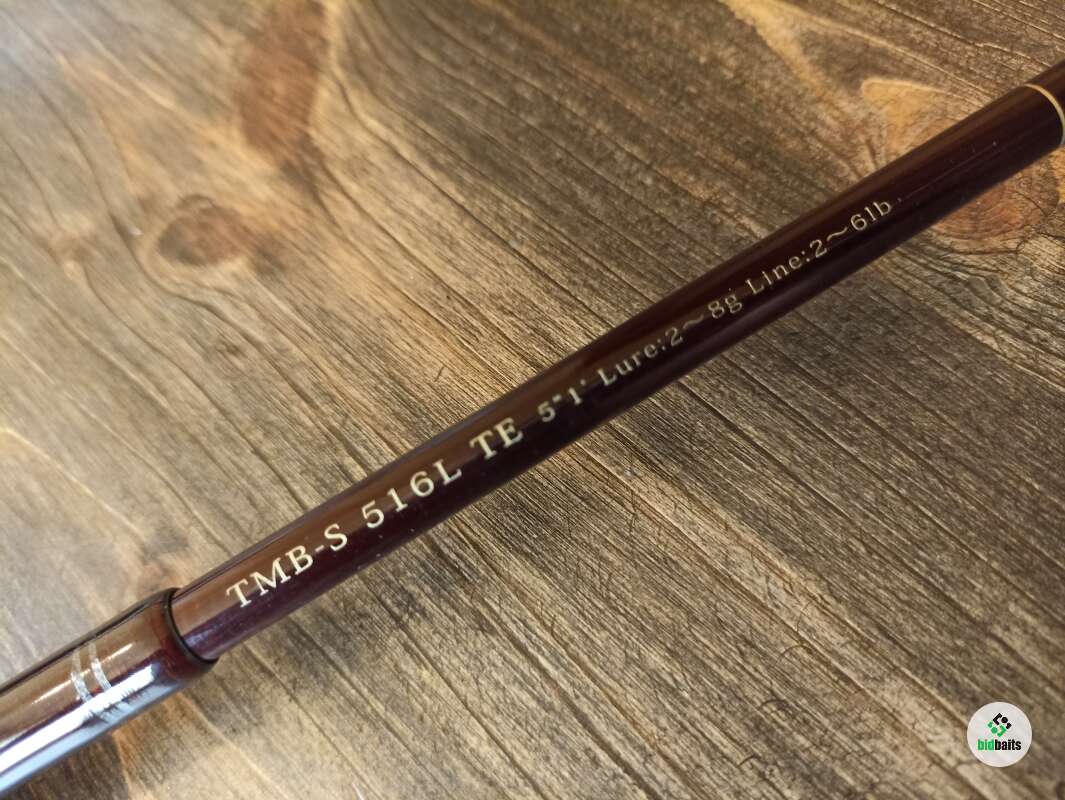 TMB-S 516L TE 5"1' Lure:2～8g Line:2～6lb
bidbaits